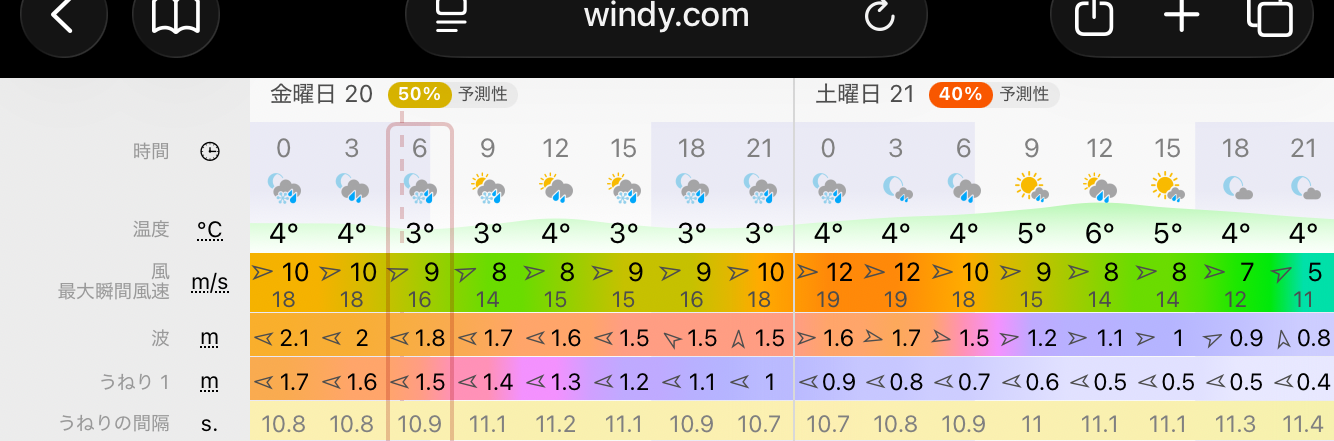 windy.com
金曜日 20 50% 予測性 土曜日 21 40% 予測性
時間 0 3 6 9 12 15 18 21 0 3 6 9 12 15 18 21
温度 °C 4° 4° 3° 3° 4° 3° 3° 3° 4° 4° 4° 5° 6° 5° 4° 4°
風 m/s 10 10 9 8 8 9 9 10 12 12 10 9 8 8 7 5
最大瞬間風速 18 18 16 14 15 15 16 18 19 19 18 15 14 14 12 11
波 m 2.1 2 1.8 1.7 1.6 1.5 1.5 1.5 1.6 1.7 1.5 1.2 1.1 1 0.9 0.8
うねり 1 m 1.7 1.6 1.5 1.4 1.3 1.2 1.1 1 0.9 0.8 0.7 0.6 0.5 0.5 0.5 0.4
うねりの間隔 s. 10.8 10.8 10.9 11.1 11.2 11.1 10.9 10.7 10.7 10.8 10.9 11 11.1 11.1 11.3 11.4